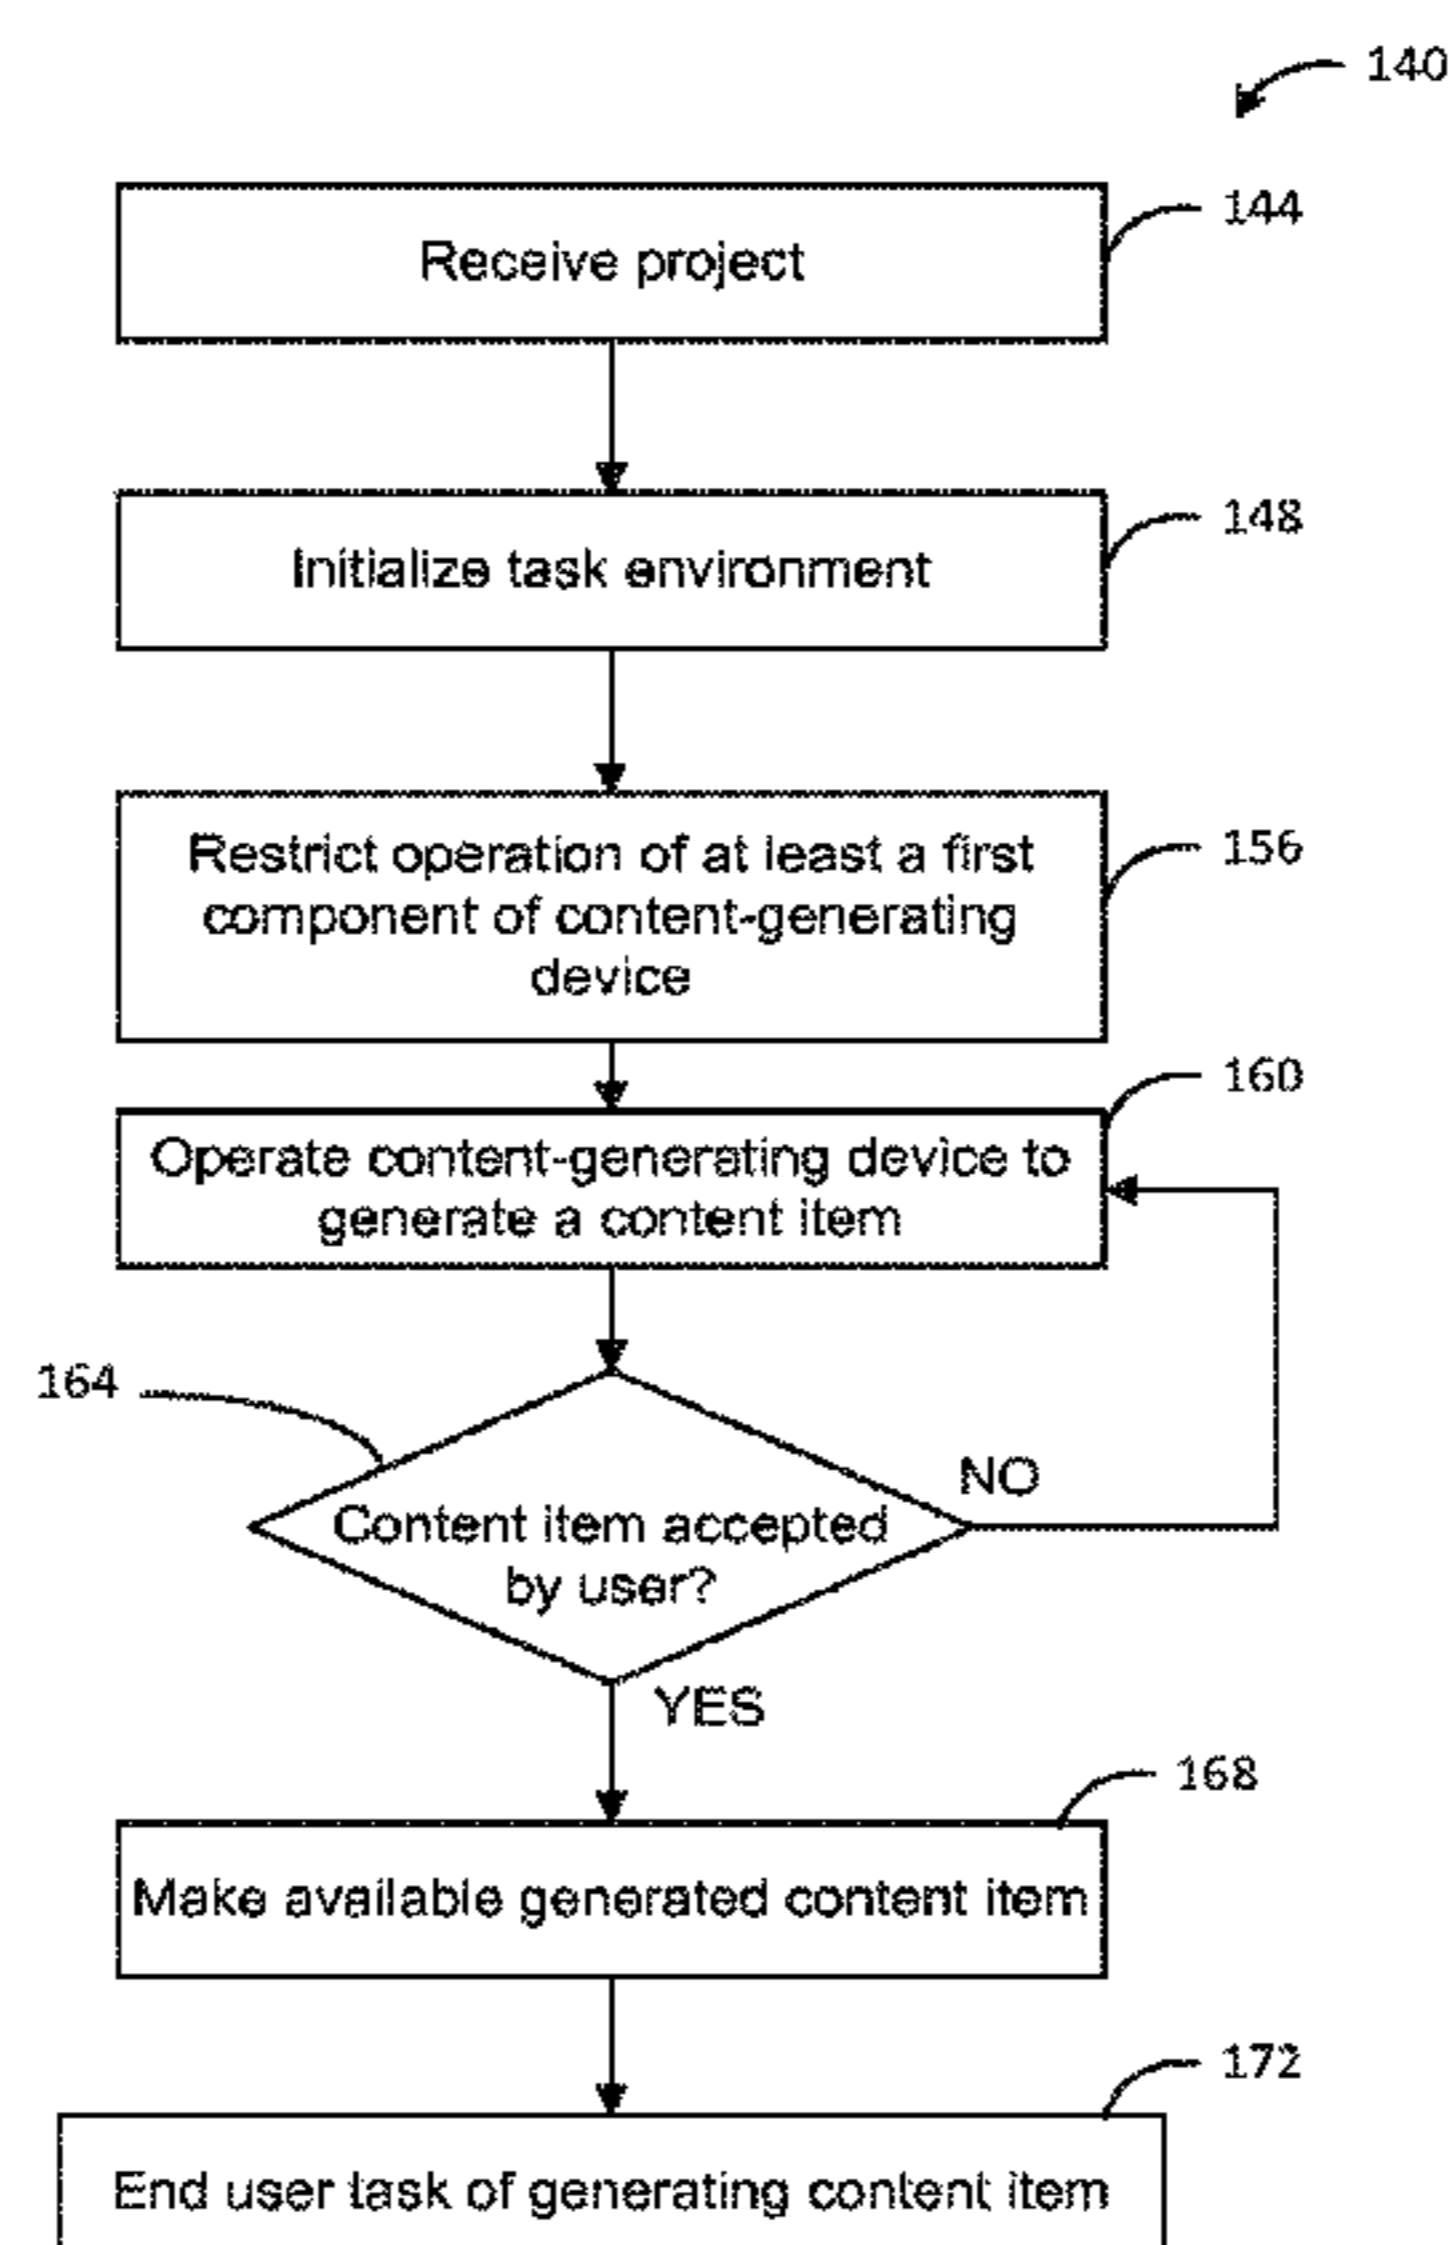 140
144
Receive project
148
Initialize task environment
156
Restrict operation of at least a first
component of content-generating
device
160
Operate content-generating device to
generate a content item
164
NO
Content item accepted
by user?
YES
168
Make available generated content item
172
End user task of generating content item